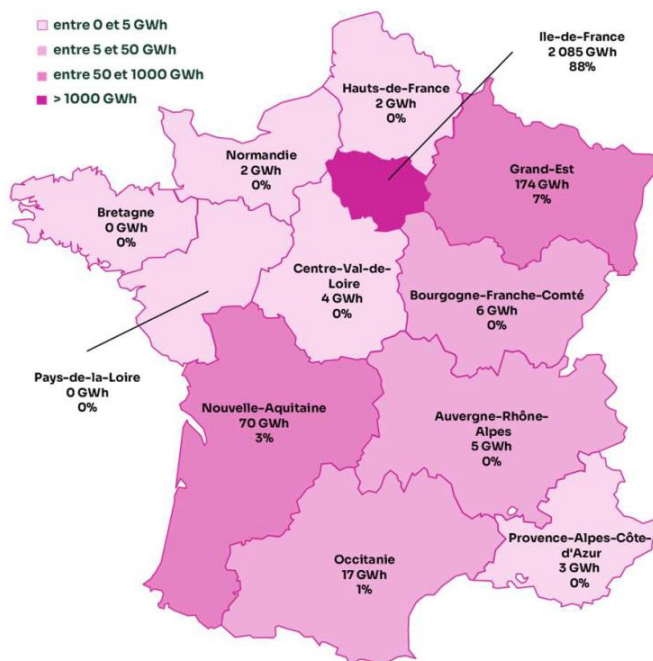 entre 0 et 5 GWh
entre 5 et 50 GWh
entre 50 et 1000 GWh
> 1000 GWh
Ile-de-France
2 085 GWh
88%
Hauts-de-France
2 GWh
0%
Normandie
2 GWh
0%
Grand-Est
174 GWh
7%
Bretagne
0 GWh
0%
Centre-Val-de-
Loire
4 GWh
0%
Bourgogne-Franche-Comté
6 GWh
0%
Pays-de-la-Loire
0 GWh
0%
Nouvelle-Aquitaine
70 GWh
3%
Auvergne-Rhône-
Alpes
5 GWh
0%
Provence-Alpes-Côte-
d'Azur
3 GWh
0%
Occitanie
17 GWh
1%